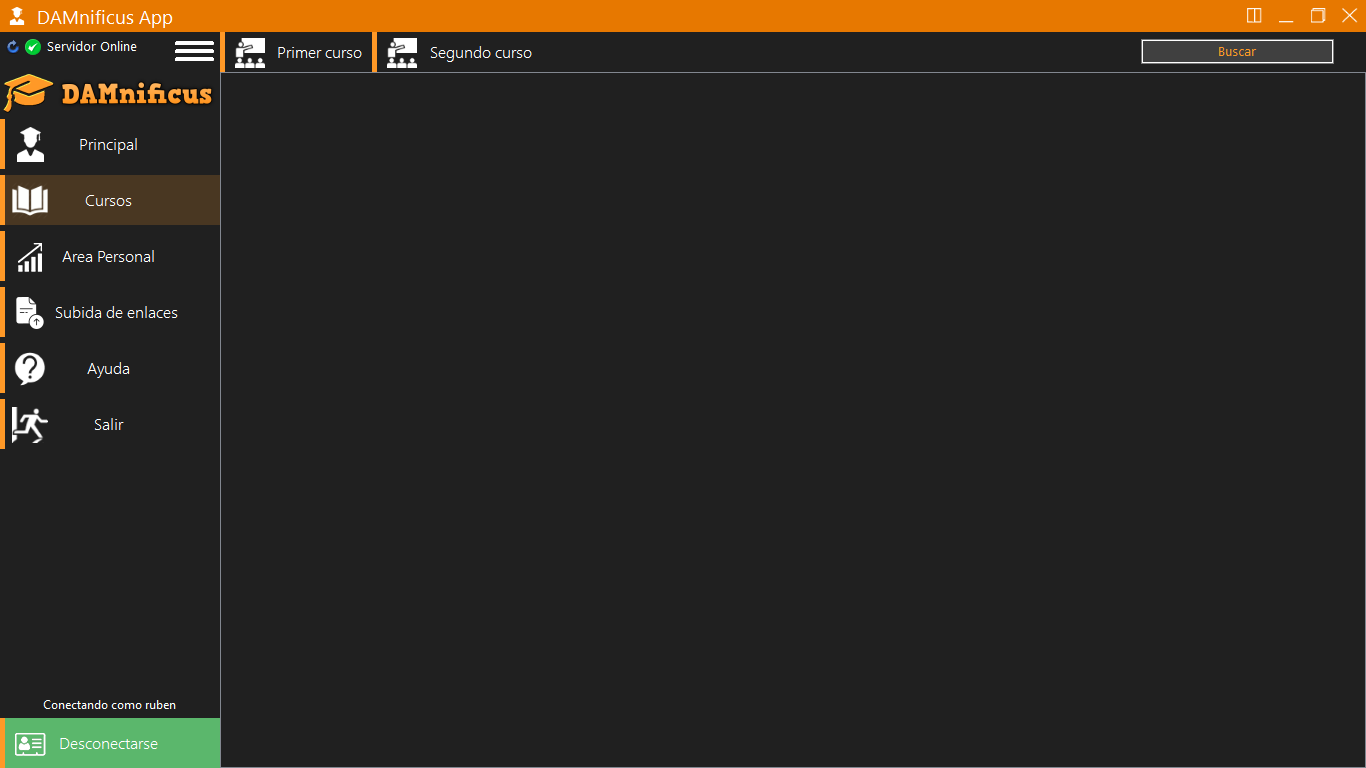 DAMnificus App
Servidor Online
Primer curso
Segundo curso
Buscar
DAMnificus
Principal
Cursos
Area Personal
Subida de enlaces
Ayuda
Salir
Conectando como ruben
Desconectarse